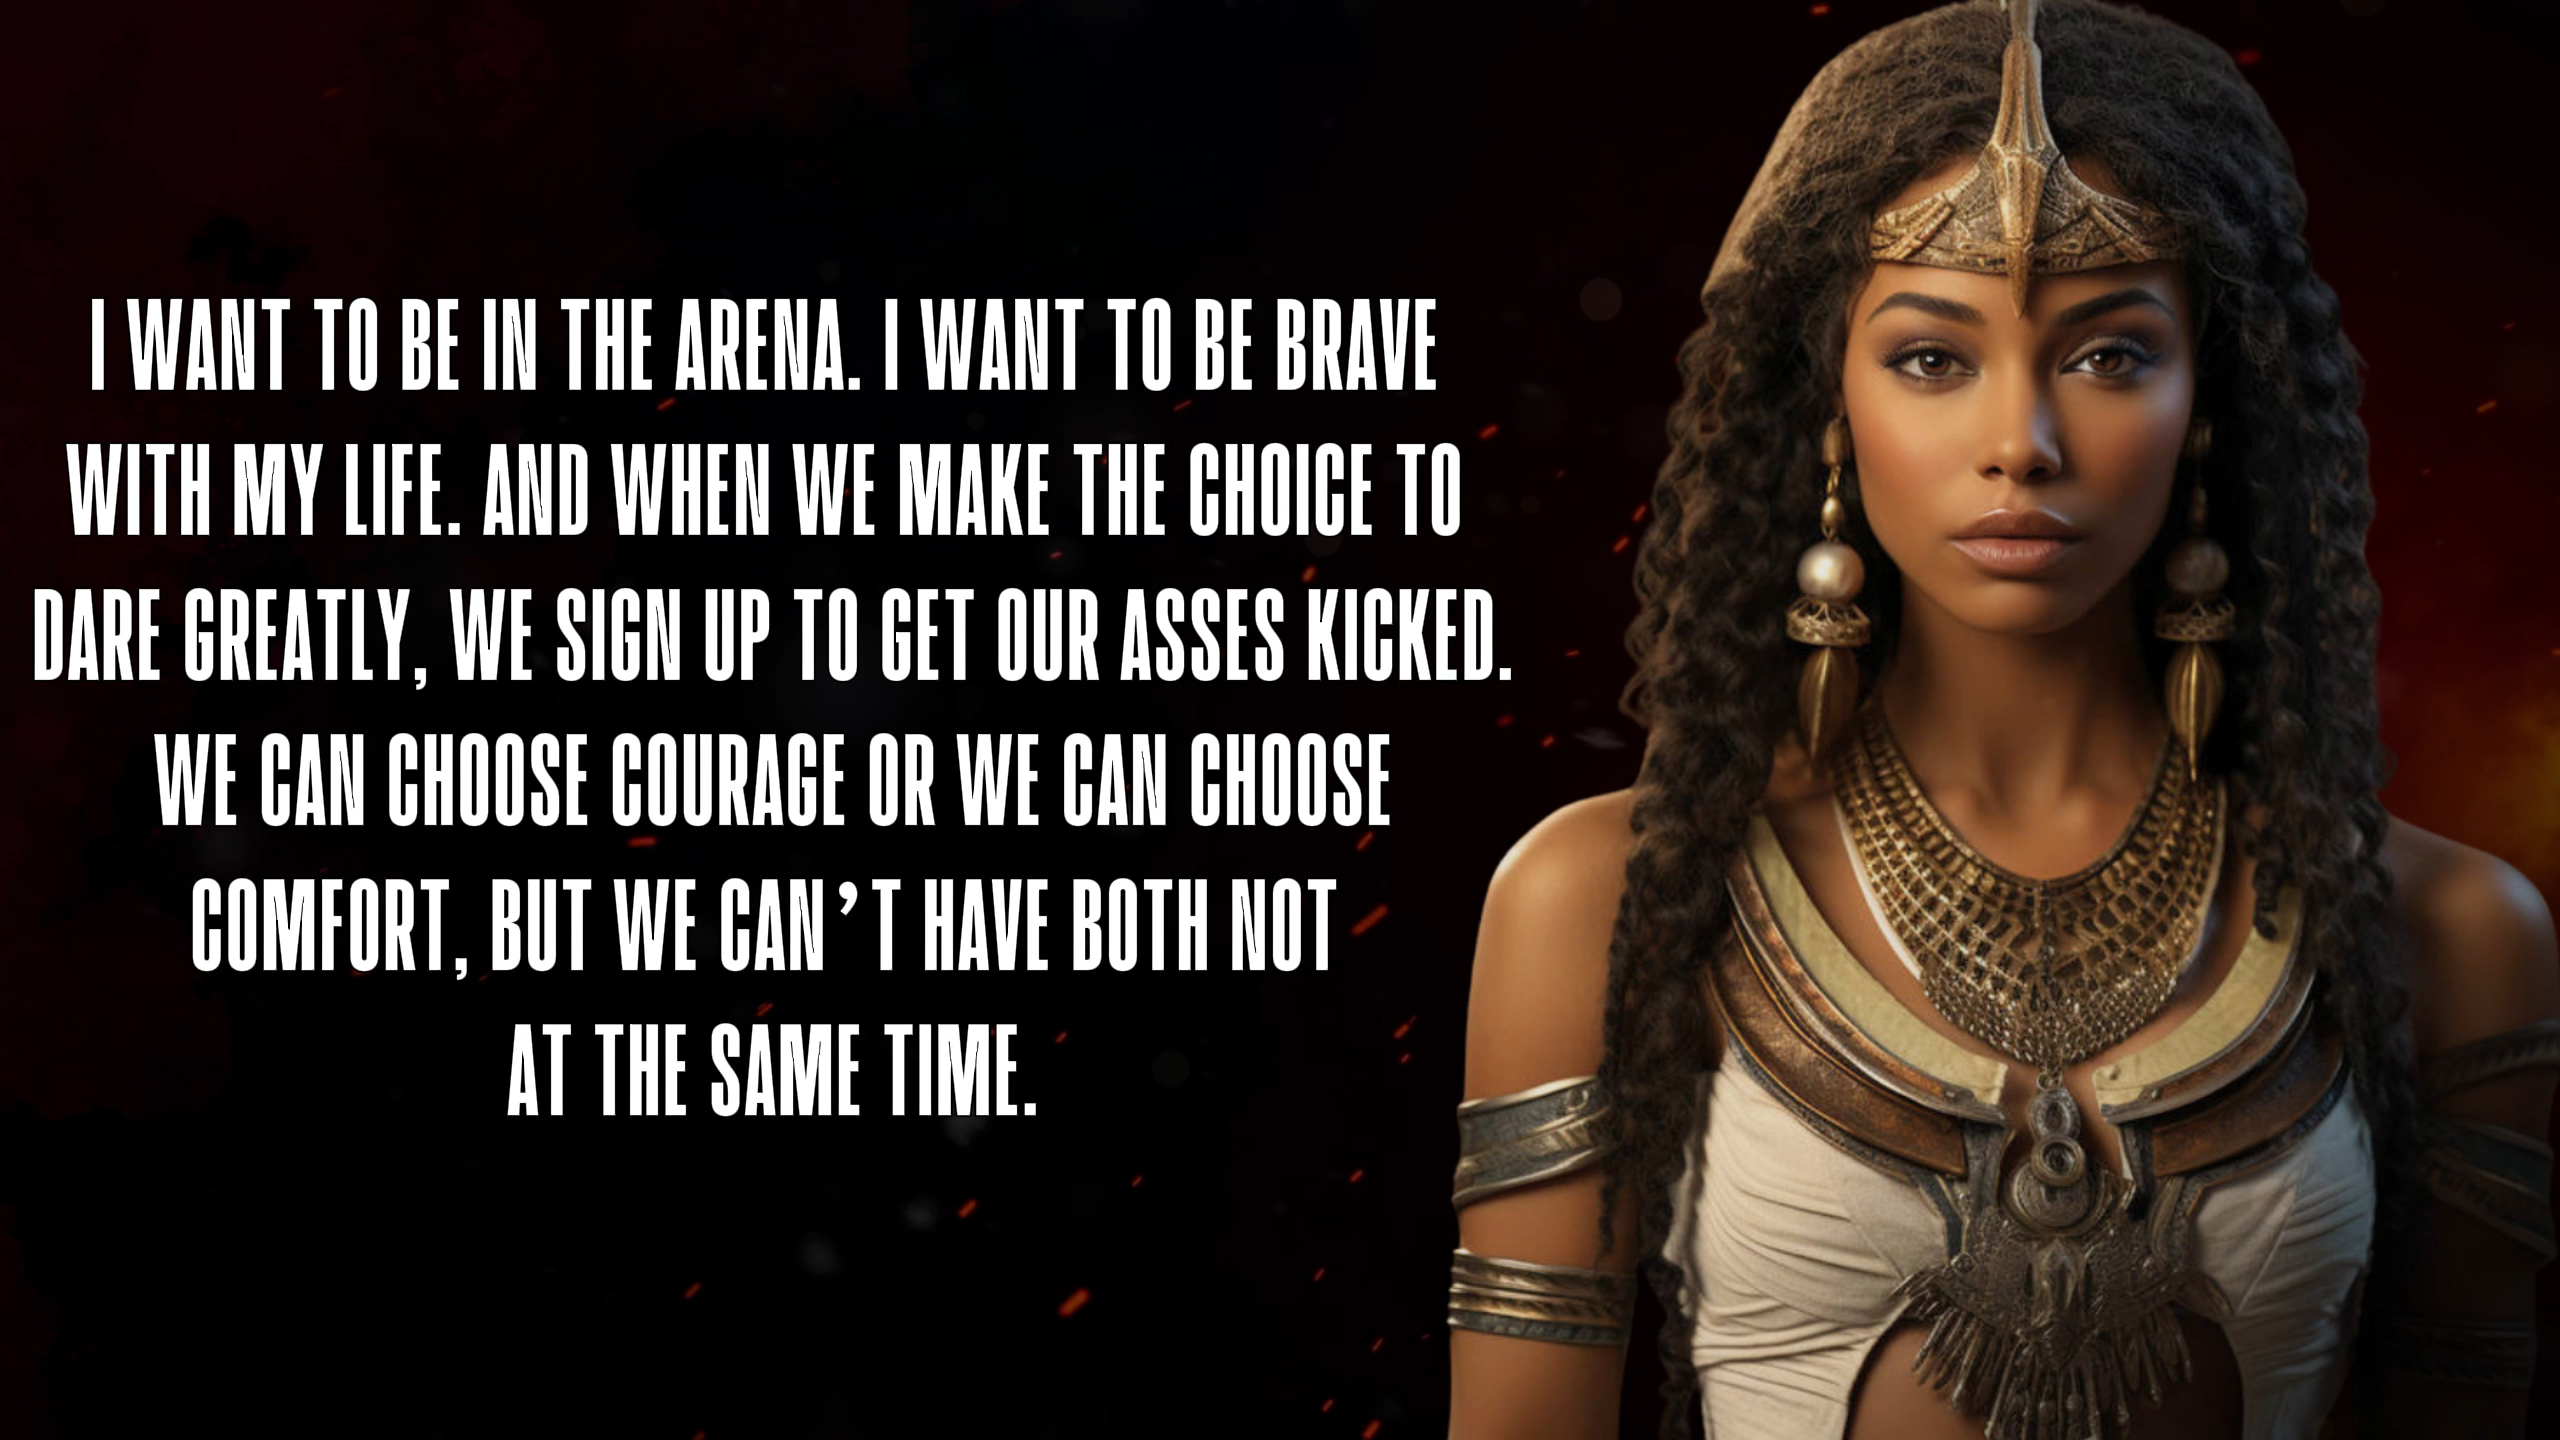 I WANT TO BE IN THE ARENA. I WANT TO BE BRAVE
WITH MY LIFE. AND WHEN WE MAKE THE CHOICE TO
DARE GREATLY, WE SIGN UP TO GET OUR ASSES KICKED.
WE CAN CHOOSE COURAGE OR WE CAN CHOOSE
COMFORT, BUT WE CAN’T HAVE BOTH NOT
AT THE SAME TIME.